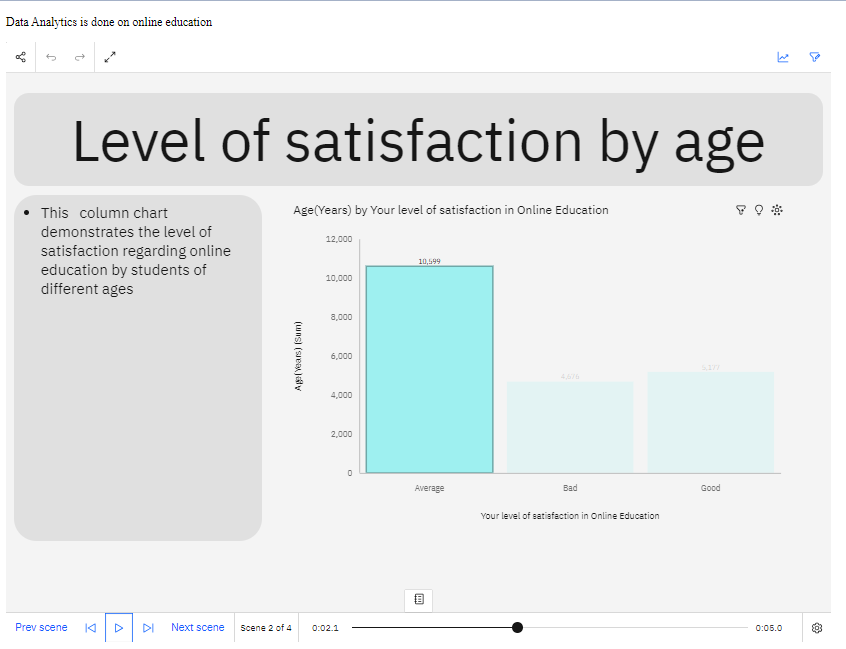 Data Analytics is done on online education
Level of satisfaction by age
This column chart
demonstrates the level of
satisfaction regarding online
education by students of
different ages
Age(Years) by Your level of satisfaction in Online Education
12,000
10,000
8,000
6,000
4,000
2,000
0
Age(Years) (Sum)
10,599
4,676
5,177
Average
Bad
Good
Your level of satisfaction in Online Education
Prev scene
Next scene
Scene 2 of 4
0:02.1
0:05.0